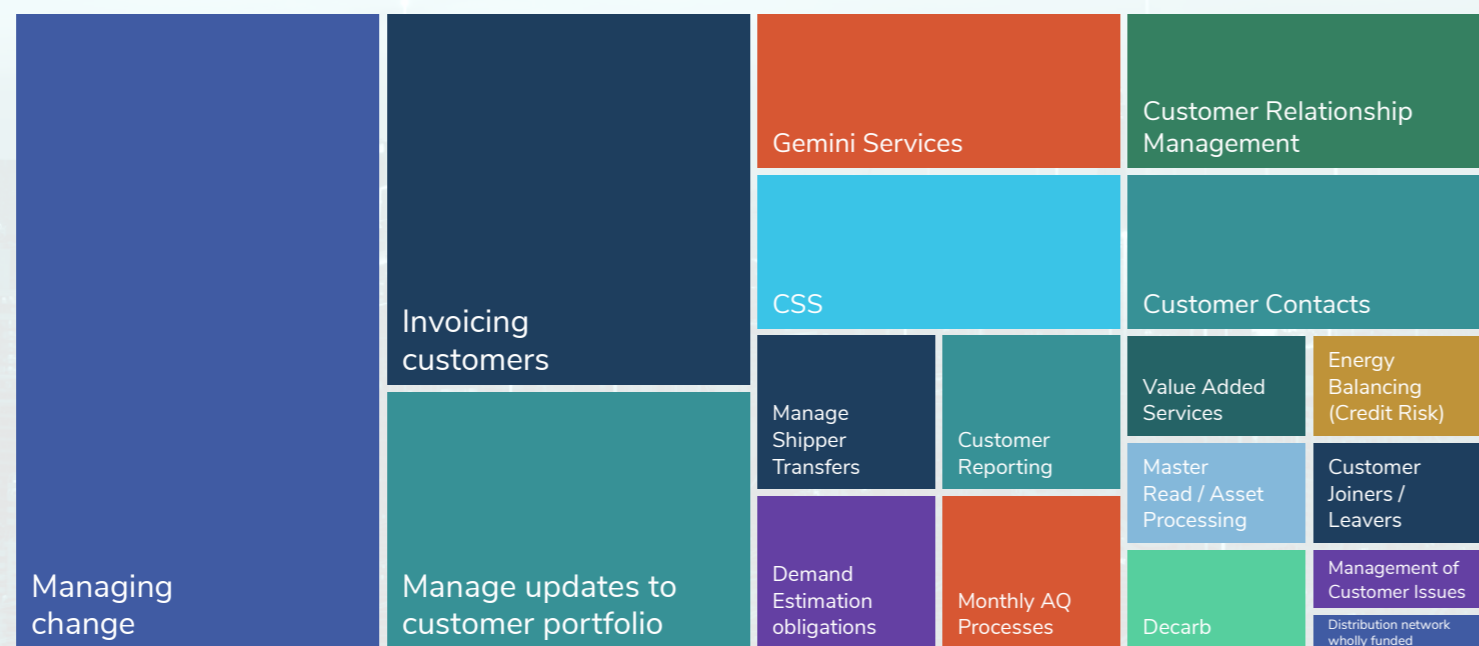 Managing
change
Invoicing
customers
Manage updates to
customer portfolio
Gemini Services
CSS
Manage
Shipper
Transfers
Customer
Reporting
Demand
Estimation
obligations
Monthly AQ
Processes
Customer Relationship
Management
Customer Contacts
Value Added
Services
Energy
Balancing
(Credit Risk)
Master
Read / Asset
Processing
Customer
Joiners /
Leavers
Decarb
Management of
Customer Issues
Distribution network
wholly funded